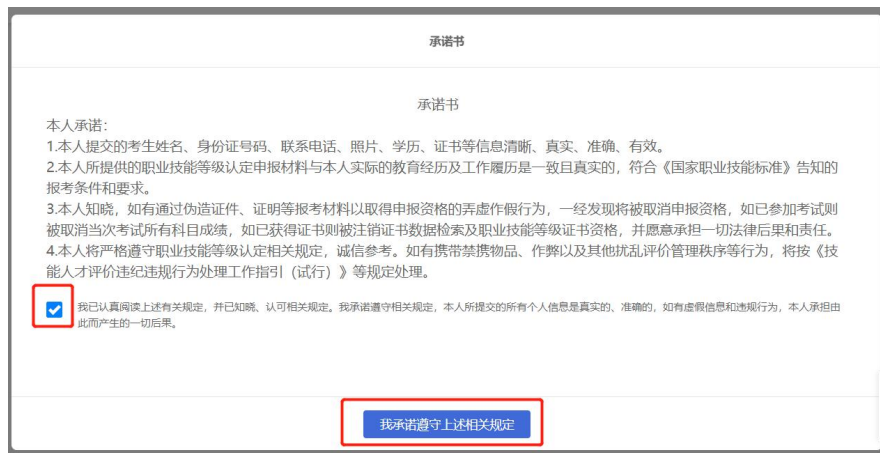 承诺书
承诺书
本人承诺：
1.本人提交的考生姓名、身份证号码、联系电话、照片、学历、证书等信息清晰、真实、准确、有效。
2.本人所提供的职业技能等级认定申报材料与本人实际的教育经历及工作履历是一致且真实的，符合《国家职业技能标准》告知的
报考条件和要求。
3.本人知晓，如有通过伪造证件、证明等报考材料以取得申报资格的弄虚作假行为，一经发现将被取消申报资格，如已参加考试则
被取消当次考试所有科目成绩，如已获得证书则被注销证书数据检索及职业技能等级证书资格，并愿意承担一切法律后果和责任。
4.本人将严格遵守职业技能等级认定相关规定，诚信参考。如有携带禁携物品、作弊以及其他扰乱评价管理秩序等行为，将按《技
能人才评价违纪违规行为处理工作指引（试行）》等规定处理。
我已认真阅读上述有关规定，并已知晓、认可相关规定。我承诺遵守相关规定，本人所提交的所有个人信息是真实的、准确的，如有虚假信息和违规行为，本人承担由
此而产生的一切后果。
我承诺遵守上述相关规定